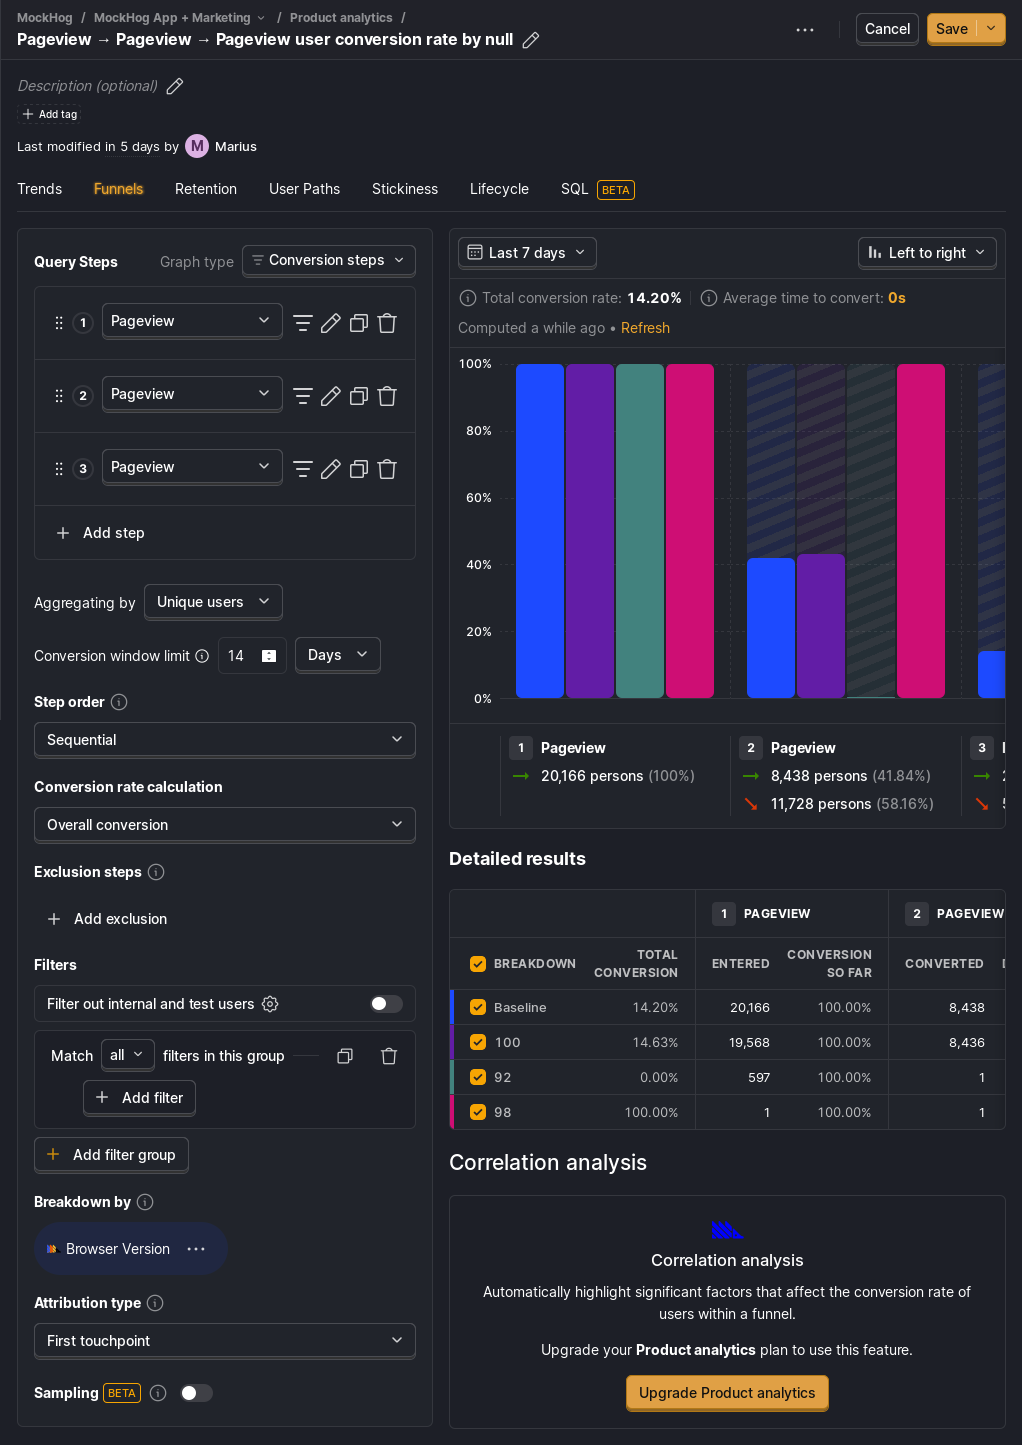 MockHog / MockHog App + Marketing / Product analytics /
Pageview → Pageview → Pageview user conversion rate by null
Cancel
Save
Description (optional)
Add tag
Last modified in 5 days by M Marius
Trends Funnels Retention User Paths Stickiness Lifecycle SQL BETA
Query Steps
Graph type Conversion steps
1 Pageview
2 Pageview
3 Pageview
Add step
Aggregating by Unique users
Conversion window limit 14 Days
Step order
Sequential
Conversion rate calculation
Overall conversion
Exclusion steps
Add exclusion
Filters
Filter out internal and test users
Match all filters in this group
Add filter
Add filter group
Breakdown by
Browser Version
Attribution type
First touchpoint
Sampling BETA
Last 7 days
Left to right
Total conversion rate: 14.20% Average time to convert: 0s
Computed a while ago • Refresh
100%
80%
60%
40%
20%
0%
1 Pageview
20,166 persons (100%)
2 Pageview
8,438 persons (41.84%)
11,728 persons (58.16%)
3
Detailed results
1 PAGEVIEW 2 PAGEVIEW
BREAKDOWN TOTAL CONVERSION ENTERED CONVERSION SO FAR CONVERTED
Baseline 14.20% 20,166 100.00% 8,438
100 14.63% 19,568 100.00% 8,436
92 0.00% 597 100.00% 1
98 100.00% 1 100.00% 1
Correlation analysis
Correlation analysis
Automatically highlight significant factors that affect the conversion rate of
users within a funnel.
Upgrade your Product analytics plan to use this feature.
Upgrade Product analytics